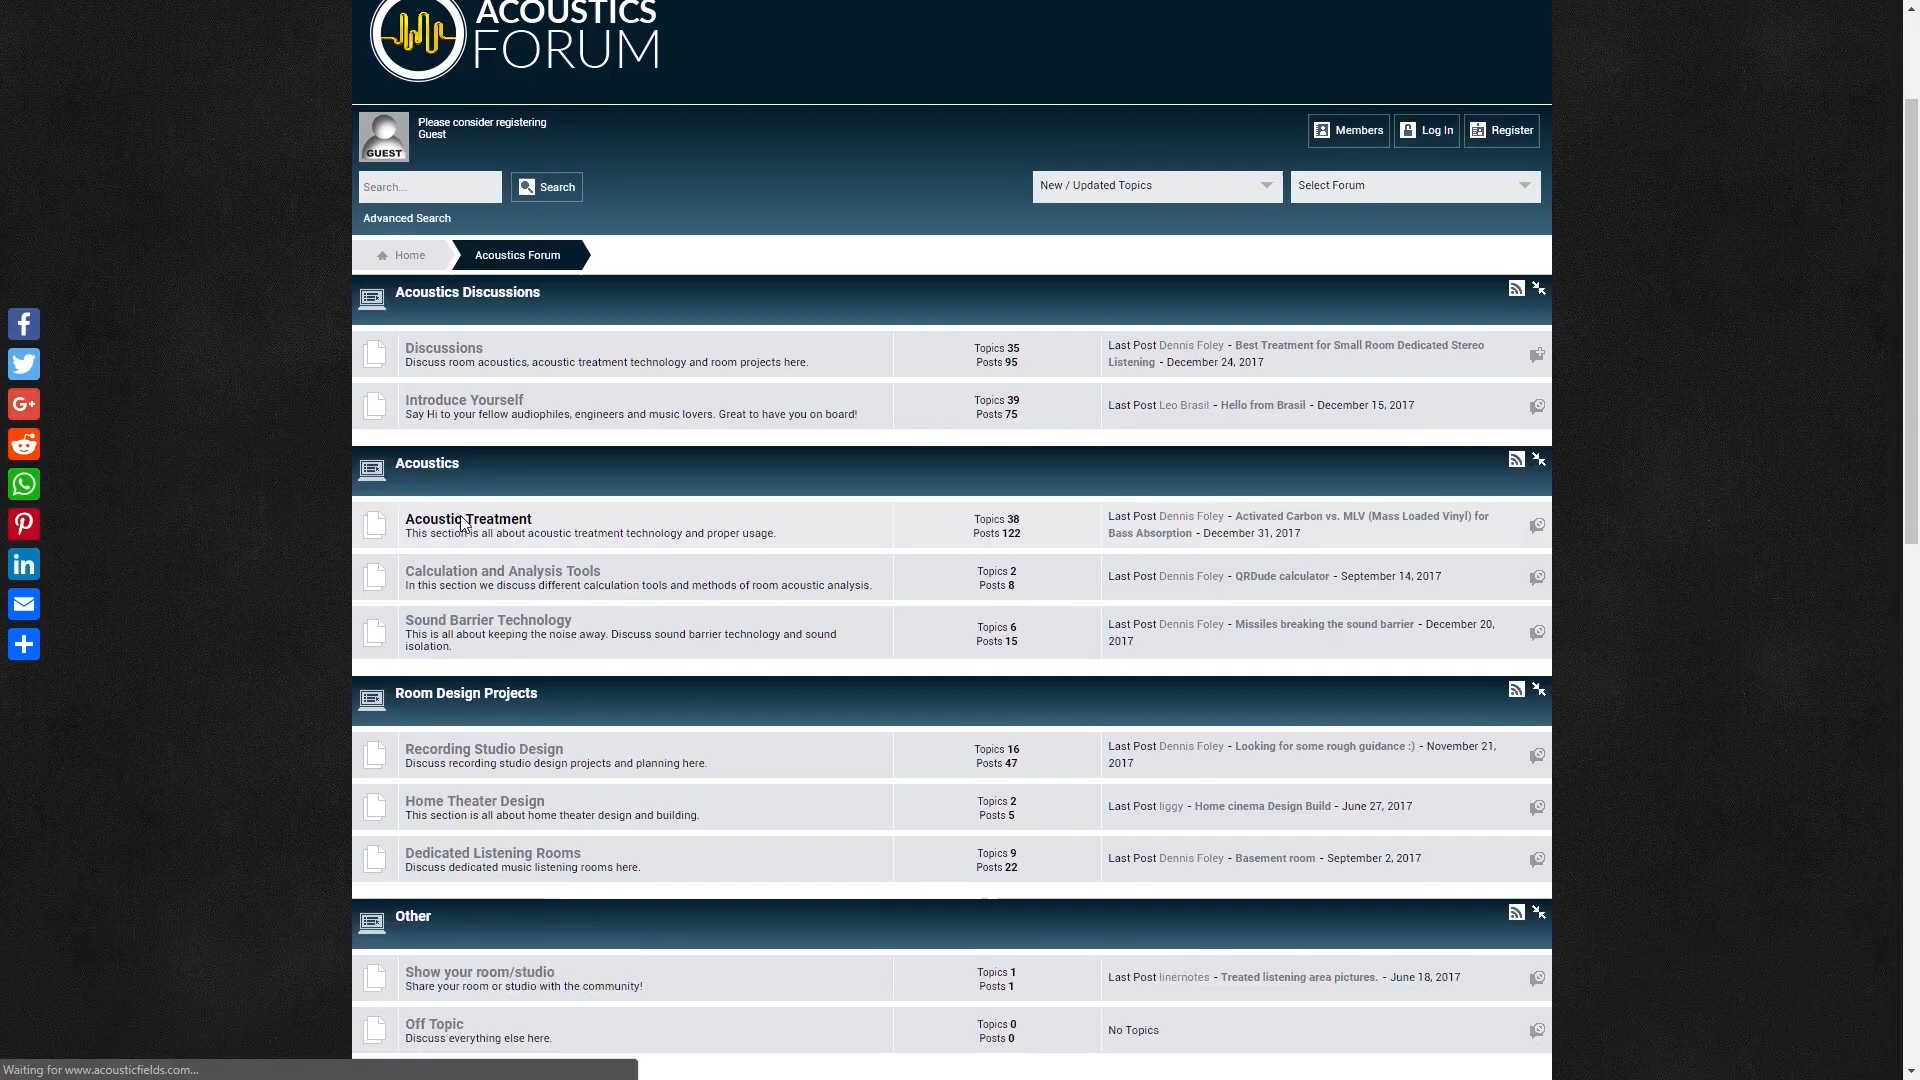 ACOUSTICS
FORUM
GUEST
Please consider registering
Guest
Members
Log In
Register
Search...
Search
New / Updated Topics
Select Forum
Advanced Search
Home
Acoustics Forum
Acoustics Discussions
Discussions
Discuss room acoustics, acoustic treatment technology and room projects here.
Topics 35
Posts 95
Last Post Dennis Foley - Best Treatment for Small Room Dedicated Stereo
Listening - December 24, 2017
Introduce Yourself
Say Hi to your fellow audiophiles, engineers and music lovers. Great to have you on board!
Topics 39
Posts 75
Last Post Leo Brasil - Hello from Brasil - December 15, 2017
Acoustics
Acoustic Treatment
This section is all about acoustic treatment technology and proper usage.
Topics 38
Posts 122
Last Post Dennis Foley - Activated Carbon vs. MLV (Mass Loaded Vinyl) for
Bass Absorption - December 31, 2017
Calculation and Analysis Tools
In this section we discuss different calculation tools and methods of room acoustic analysis.
Topics 2
Posts 8
Last Post Dennis Foley - QRDude calculator - September 14, 2017
Sound Barrier Technology
This is all about keeping the noise away. Discuss sound barrier technology and sound
isolation.
Topics 6
Posts 15
Last Post Dennis Foley - Missiles breaking the sound barrier - December 20,
2017
Room Design Projects
Recording Studio Design
Discuss recording studio design projects and planning here.
Topics 16
Posts 47
Last Post Dennis Foley - Looking for some rough guidance :) - November 21,
2017
Home Theater Design
This section is all about home theater design and building.
Topics 2
Posts 5
Last Post liggy - Home cinema Design Build - June 27, 2017
Dedicated Listening Rooms
Discuss dedicated music listening rooms here.
Topics 9
Posts 22
Last Post Dennis Foley - Basement room - September 2, 2017
Other
Show your room/studio
Share your room or studio with the community!
Topics 1
Posts 1
Last Post linernotes - Treated listening area pictures. - June 18, 2017
Off Topic
Discuss everything else here.
Topics 0
Posts 0
No Topics
Waiting for www.acousticfields.com...